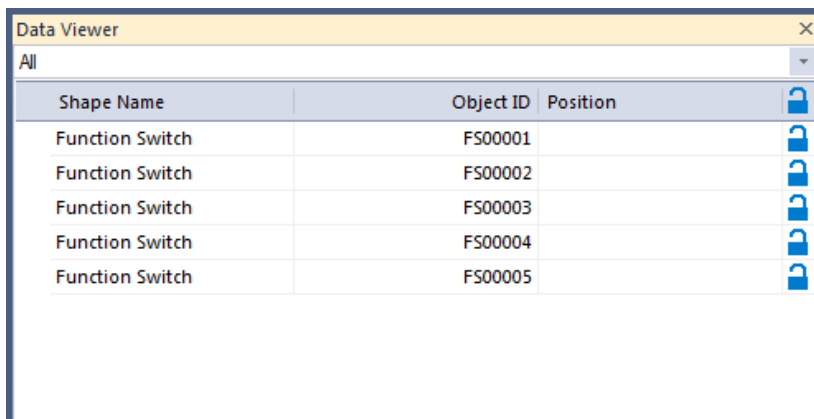 Data Viewer
All
Shape Name Object ID Position
Function Switch FS00001
Function Switch FS00002
Function Switch FS00003
Function Switch FS00004
Function Switch FS00005